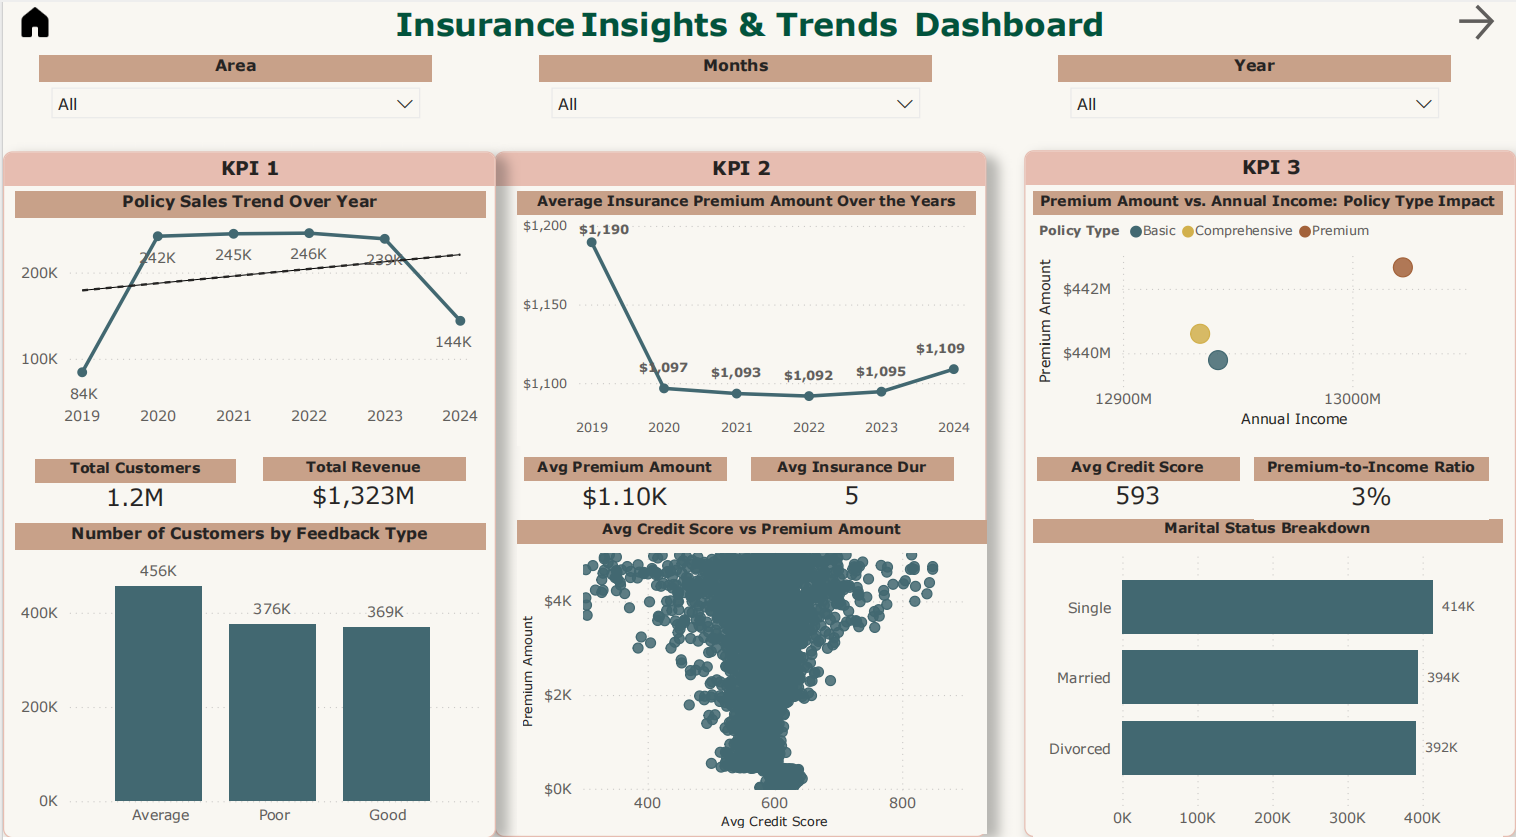 Insurance Insights & Trends Dashboard
Area
Months
Year
All
All
All
KPI 1
Policy Sales Trend Over Year
200K
100K
242K
245K
246K
239K
144K
84K
2019
2020
2021
2022
2023
2024
Total Customers
1.2M
Total Revenue
$1,323M
Number of Customers by Feedback Type
456K
376K
369K
400K
200K
0K
Average
Poor
Good
KPI 2
Average Insurance Premium Amount Over the Years
$1,200
$1,150
$1,100
$1,190
$1,097
$1,093
$1,092
$1,095
$1,109
2019
2020
2021
2022
2023
2024
Avg Premium Amount
$1.10K
Avg Insurance Dur
5
Avg Credit Score vs Premium Amount
Premium Amount
$4K
$2K
$0K
400
600
800
Avg Credit Score
KPI 3
Premium Amount vs. Annual Income: Policy Type Impact
Policy Type
Basic
Comprehensive
Premium
Premium Amount
$442M
$440M
12900M
13000M
Annual Income
Avg Credit Score
593
Premium-to-Income Ratio
3%
Marital Status Breakdown
Single
414K
Married
394K
Divorced
392K
0K
100K
200K
300K
400K